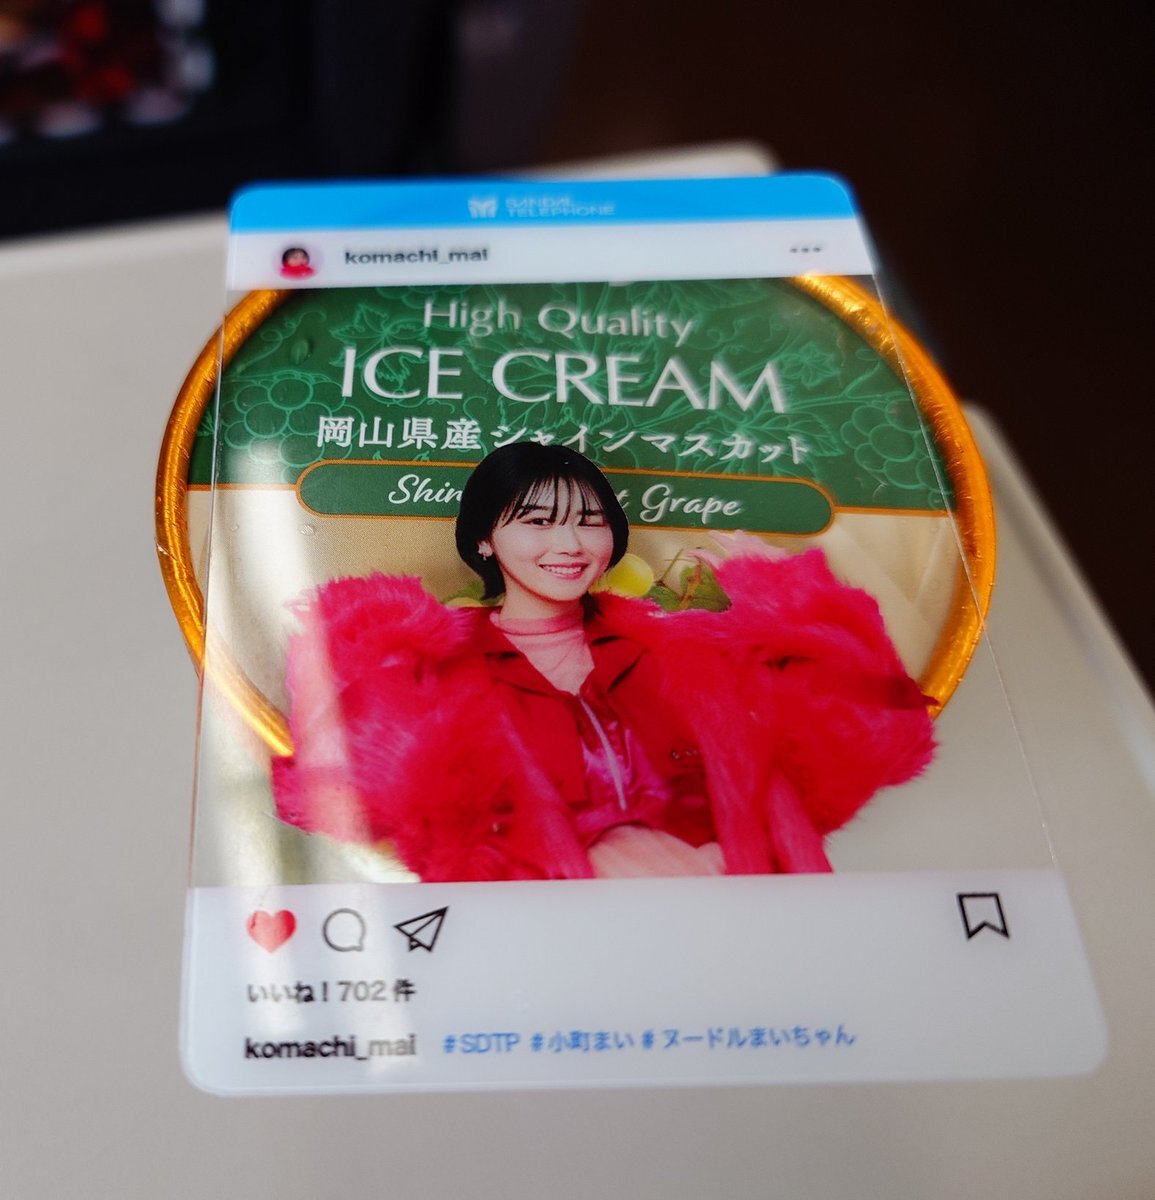 SANDAL
TELEPHONE
komachi_mai
High Quality
ICE CREAM
岡山県産シャインマスカット
Shin t Grape
いいね！702件
komachi_mai #SDTP #小町まい #ヌードルまいちゃん